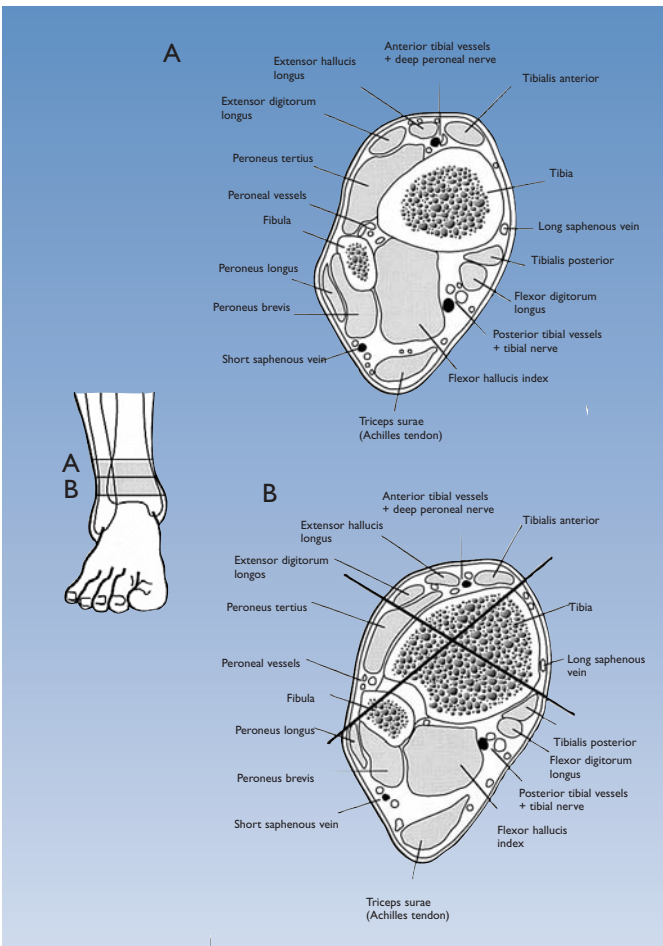 A
Anterior tibial vessels
+ deep peroneal nerve
Extensor hallucis
longus
Tibialis anterior
Extensor digitorum
longus
Peroneus tertius
Tibia
Peroneal vessels
Fibula
Long saphenous vein
Tibialis posterior
Peroneus longus
Flexor digitorum
longus
Peroneus brevis
Posterior tibial vessels
+ tibial nerve
Short saphenous vein
Flexor hallucis index
Triceps surae
(Achilles tendon)
A
B
B
Anterior tibial vessels
+ deep peroneal nerve
Extensor hallucis
longus
Tibialis anterior
Extensor digitorum
longos
Peroneus tertius
Tibia
Peroneal vessels
Long saphenous
vein
Fibula
Peroneus longus
Tibialis posterior
Flexor digitorum
longus
Peroneus brevis
Posterior tibial vessels
+ tibial nerve
Short saphenous vein
Flexor hallucis
index
Triceps surae
(Achilles tendon)